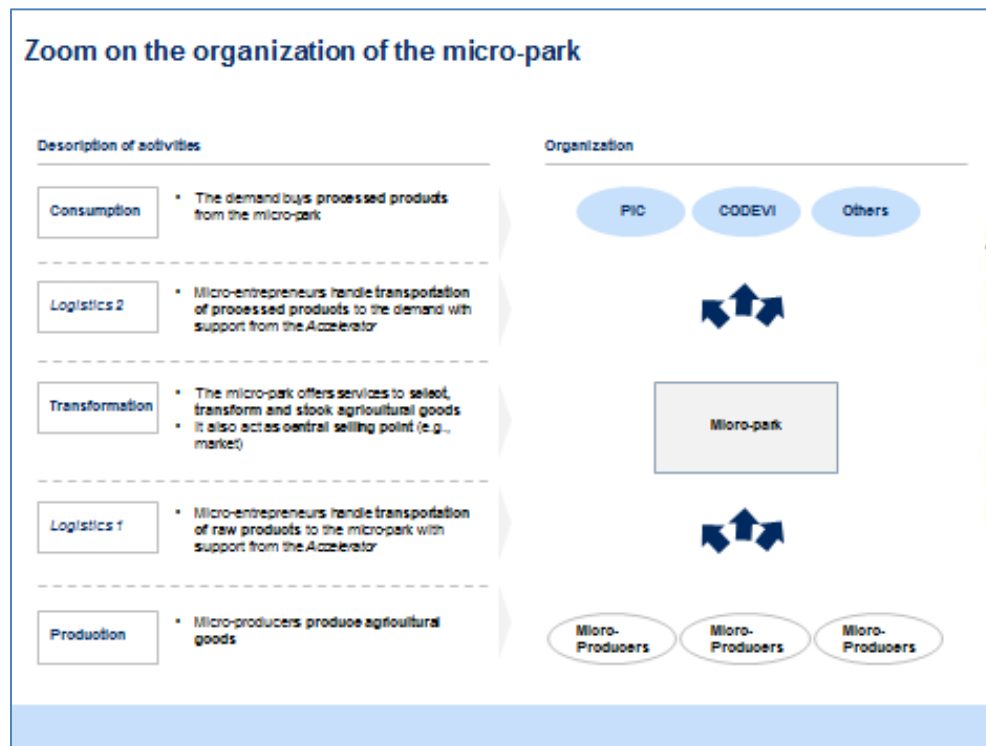 Zoom on the organization of the micro-park
Description of activities
Organization
Consumption
▪ The demand buys processed products
from the micro-park
PIC
CODEVI
Others
Logistics 2
▪ Micro-entrepreneurs handle transportation
of processed products to the demand with
support from the Accelerator
Transformation
▪ The micro-park offers services to select,
transform and stock agricultural goods
▪ It also act as central selling point (e.g.,
market)
Micro-park
Logistics 1
▪ Micro-entrepreneurs handle transportation
of raw products to the micro-park with
support from the Accelerator
Production
▪ Micro-producers produce agricultural
goods
Micro-
Producers
Micro-
Producers
Micro-
Producers